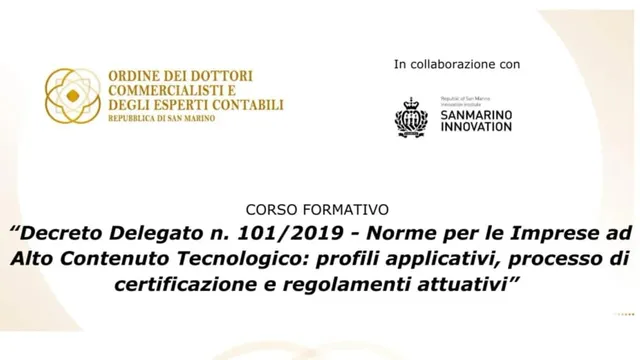 ORDINE DEI DOTTORI
COMMERCIALISTI E
DEGLI ESPERTI CONTABILI
REPUBBLICA DI SAN MARINO
In collaborazione con
Republic of San Marino
Innovation Institute
SANMARINO
INNOVATION
CORSO FORMATIVO
“Decreto Delegato n. 101/2019 - Norme per le Imprese ad
Alto Contenuto Tecnologico: profili applicativi, processo di
certificazione e regolamenti attuativi”